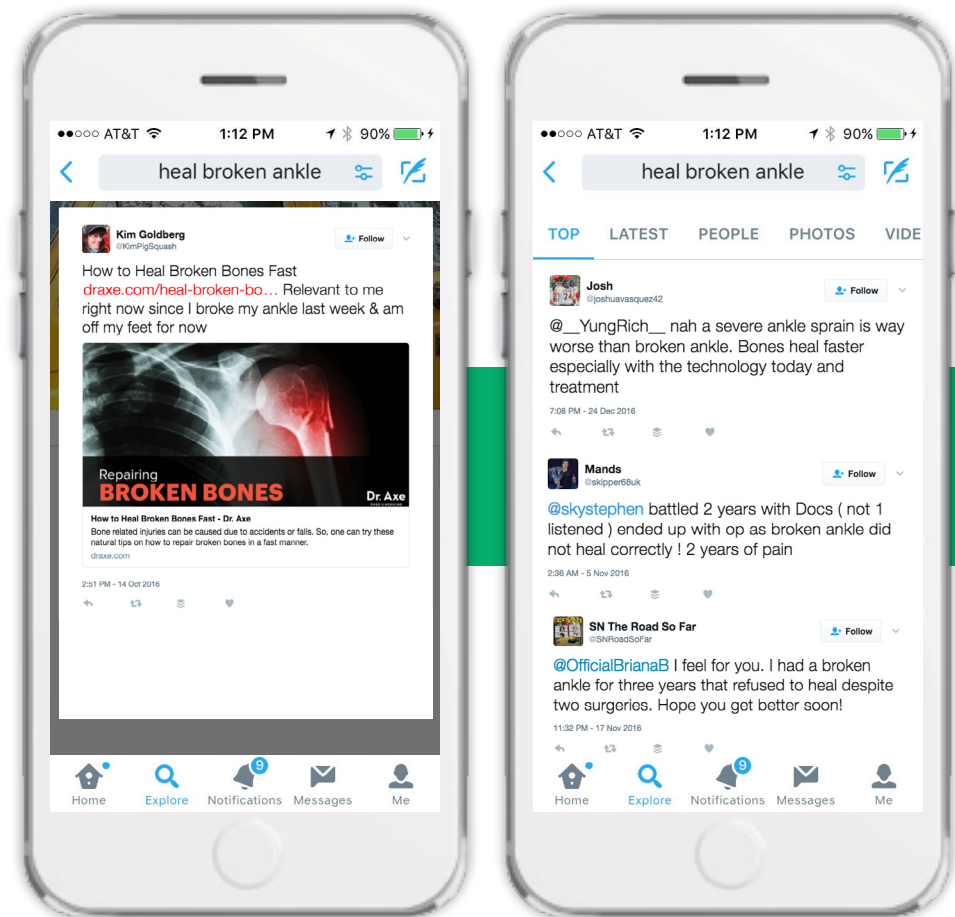 ●●○○○ AT&T 1:12 PM 90%
heal broken ankle
Kim Goldberg
@KimPigSquash
Follow
How to Heal Broken Bones Fast
draxe.com/heal-broken-bo… Relevant to me
right now since I broke my ankle last week & am
off my feet for now
Repairing
BROKEN BONES
Dr. Axe
FOOD & MEDICINE
How to Heal Broken Bones Fast - Dr. Axe
Bone related injuries can be caused due to accidents or falls. So, one can try these
natural tips on how to repair broken bones in a fast manner.
draxe.com
2:51 PM - 14 Oct 2016
9
Home Explore Notifications Messages Me
●●○○○ AT&T 1:12 PM 90%
heal broken ankle
TOP LATEST PEOPLE PHOTOS VIDE
Josh
@joshuavasquez42
Follow
@__YungRich__ nah a severe ankle sprain is way
worse than broken ankle. Bones heal faster
especially with the technology today and
treatment
7:08 PM - 24 Dec 2016
Mands
@skipper68uk
Follow
@skystephen battled 2 years with Docs ( not 1
listened ) ended up with op as broken ankle did
not heal correctly ! 2 years of pain
2:36 AM - 5 Nov 2016
SN The Road So Far
@SNRoadSoFar
Follow
@OfficialBrianaB I feel for you. I had a broken
ankle for three years that refused to heal despite
two surgeries. Hope you get better soon!
11:32 PM - 17 Nov 2016
9
Home Explore Notifications Messages Me